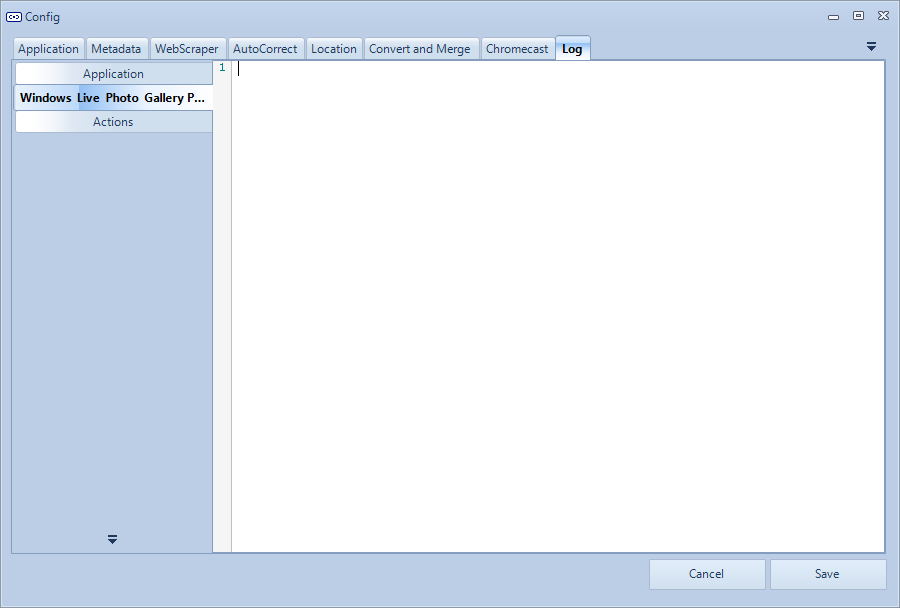 Config
Application Metadata WebScraper AutoCorrect Location Convert and Merge Chromecast Log
Application
1
Windows Live Photo Gallery P...
Actions
Cancel Save